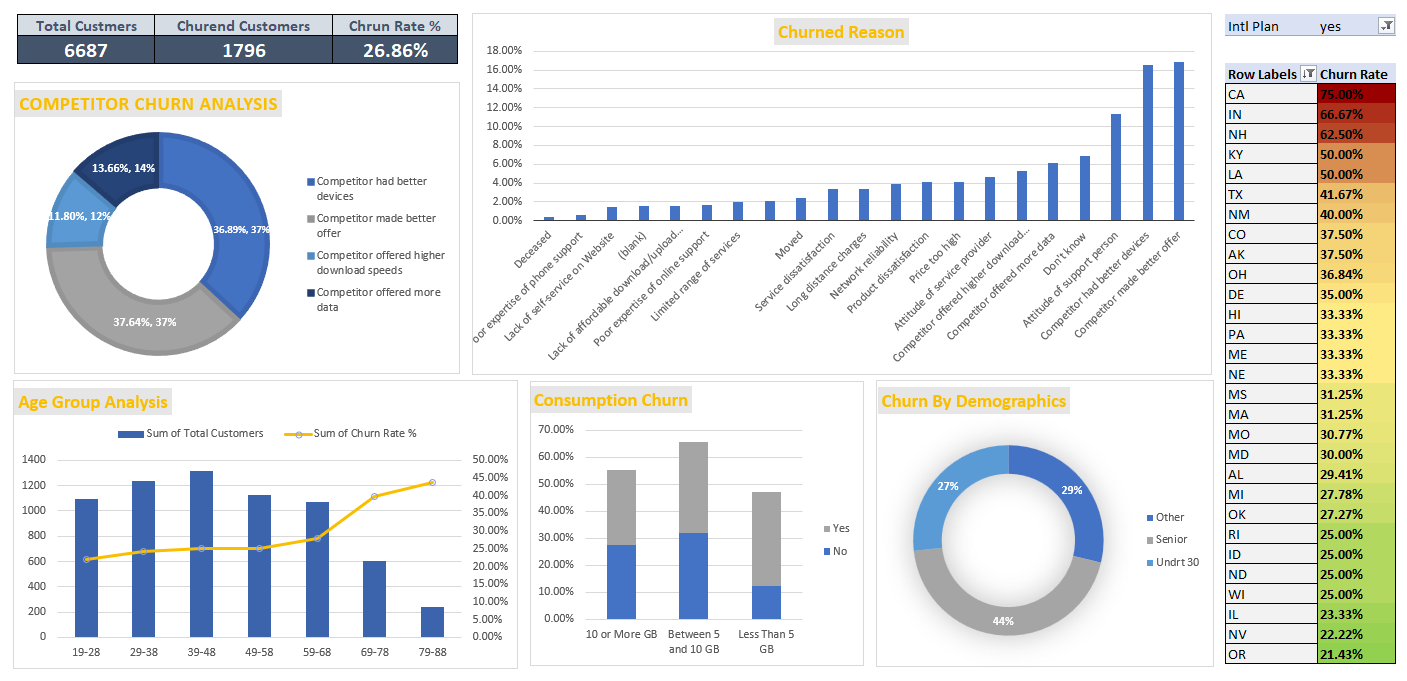 Total Custmers Churend Customers Chrun Rate %
6687 1796 26.86%
COMPETITOR CHURN ANALYSIS
13.66%, 14%
11.80%, 12%
36.89%, 37%
37.64%, 37%
Competitor had better
devices
Competitor made better
offer
Competitor offered higher
download speeds
Competitor offered more
data
Churned Reason
18.00%
16.00%
14.00%
12.00%
10.00%
8.00%
6.00%
4.00%
2.00%
0.00%
Deceased
oor expertise of phone support
Lack of self-service on Website
(blank)
Lack of affordable download/upload...
Poor expertise of online support
Limited range of services
Moved
Service dissatisfaction
Long distance charges
Network reliability
Product dissatisfaction
Price too high
Attitude of service provider
Competitor offered higher download...
Competitor offered more data
Don't know
Attitude of support person
Competitor had better devices
Competitor made better offer
Intl Plan yes
Row Labels Churn Rate
CA 75.00%
IN 66.67%
NH 62.50%
KY 50.00%
LA 50.00%
TX 41.67%
NM 40.00%
CO 37.50%
AK 37.50%
OH 36.84%
DE 35.00%
HI 33.33%
PA 33.33%
ME 33.33%
NE 33.33%
MS 31.25%
MA 31.25%
MO 30.77%
MD 30.00%
AL 29.41%
MI 27.78%
OK 27.27%
RI 25.00%
ID 25.00%
ND 25.00%
WI 25.00%
IL 23.33%
NV 22.22%
OR 21.43%
Age Group Analysis
Sum of Total Customers Sum of Churn Rate %
1400
1200
1000
800
600
400
200
0
50.00%
45.00%
40.00%
35.00%
30.00%
25.00%
20.00%
15.00%
10.00%
5.00%
0.00%
19-28 29-38 39-48 49-58 59-68 69-78 79-88
Consumption Churn
70.00%
60.00%
50.00%
40.00%
30.00%
20.00%
10.00%
0.00%
10 or More GB Between 5 Less Than 5
and 10 GB GB
Yes
No
Churn By Demographics
27%
29%
44%
Other
Senior
Undrt 30